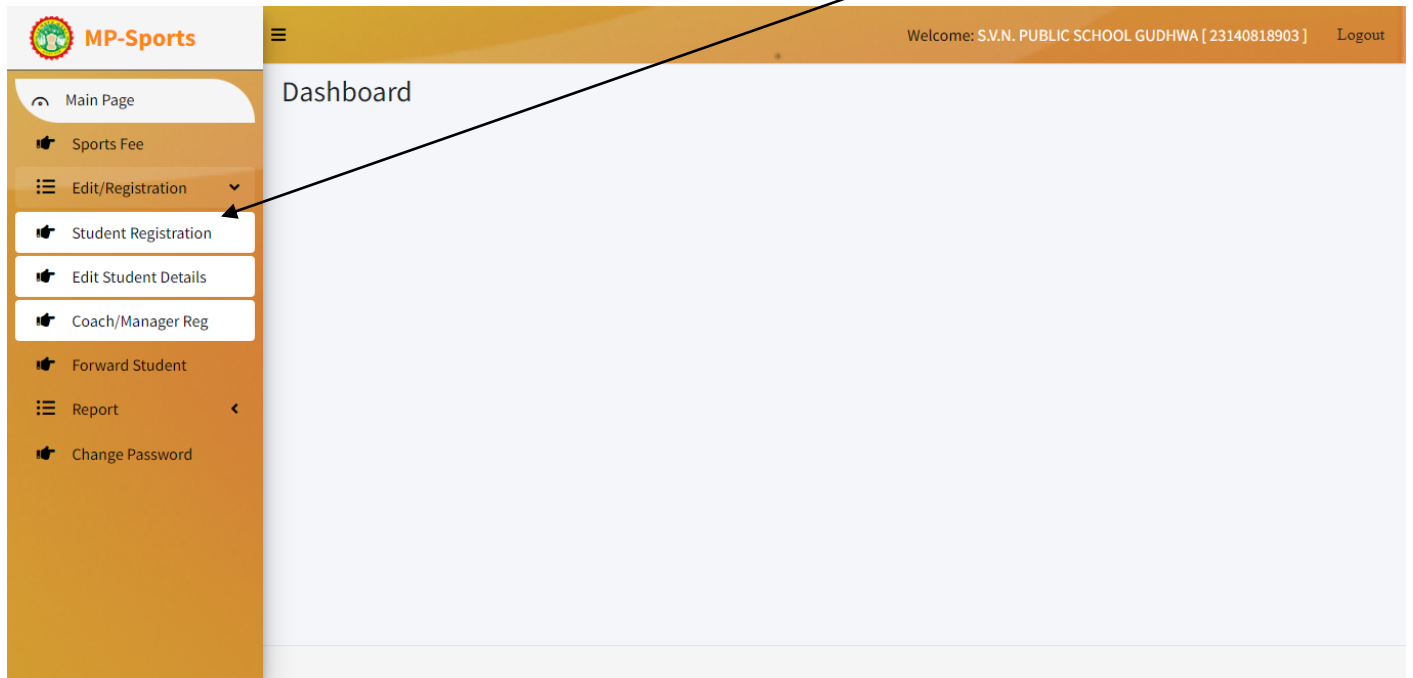 MP-Sports
Welcome: S.V.N. PUBLIC SCHOOL GUDHWA [ 23140818903 ] Logout
Main Page
Dashboard
Sports Fee
Edit/Registration
Student Registration
Edit Student Details
Coach/Manager Reg
Forward Student
Report
Change Password